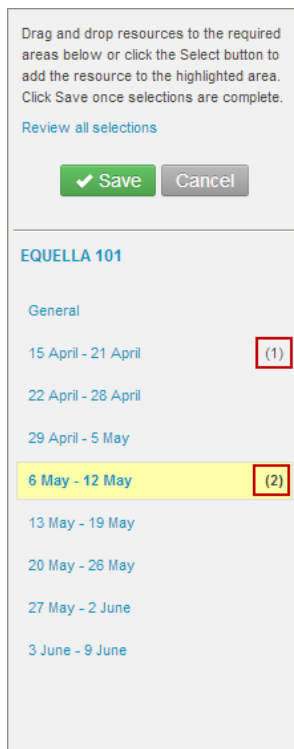 Drag and drop resources to the required
areas below or click the Select button to
add the resource to the highlighted area.
Click Save once selections are complete.
Review all selections
Save Cancel
EQUELLA 101
General
15 April - 21 April (1)
22 April - 28 April
29 April - 5 May
6 May - 12 May (2)
13 May - 19 May
20 May - 26 May
27 May - 2 June
3 June - 9 June